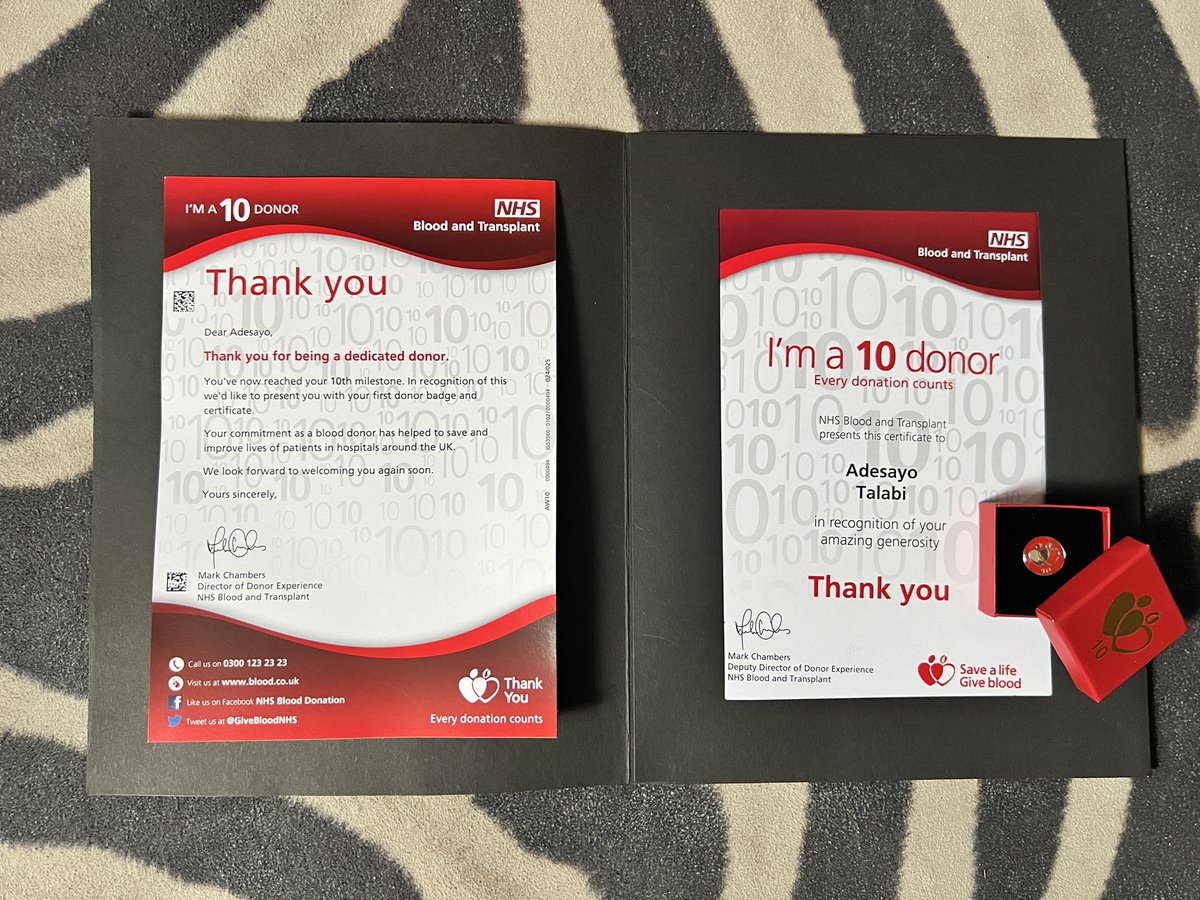 I'M A 10 DONOR
NHS
Blood and Transplant
Thank you
Dear Adesayo,
Thank you for being a dedicated donor.
You've now reached your 10th milestone. In recognition of this
we'd like to present you with your first donor badge and
certificate.
Your commitment as a blood donor has helped to save and
improve lives of patients in hospitals around the UK.
We look forward to welcoming you again soon.
Yours sincerely,
Mark Chambers
Director of Donor Experience
NHS Blood and Transplant
Call us on 0300 123 23 23
Visit us at www.blood.co.uk
Like us on Facebook NHS Blood Donation
Tweet us at @GiveBloodNHS
Thank
You
Every donation counts
NHS
Blood and Transplant
I'm a 10 donor
Every donation counts
NHS Blood and Transplant
presents this certificate to
Adesayo
Talabi
in recognition of your
amazing generosity
Thank you
Mark Chambers
Deputy Director of Donor Experience
NHS Blood and Transplant
Save a life
Give blood
10
10